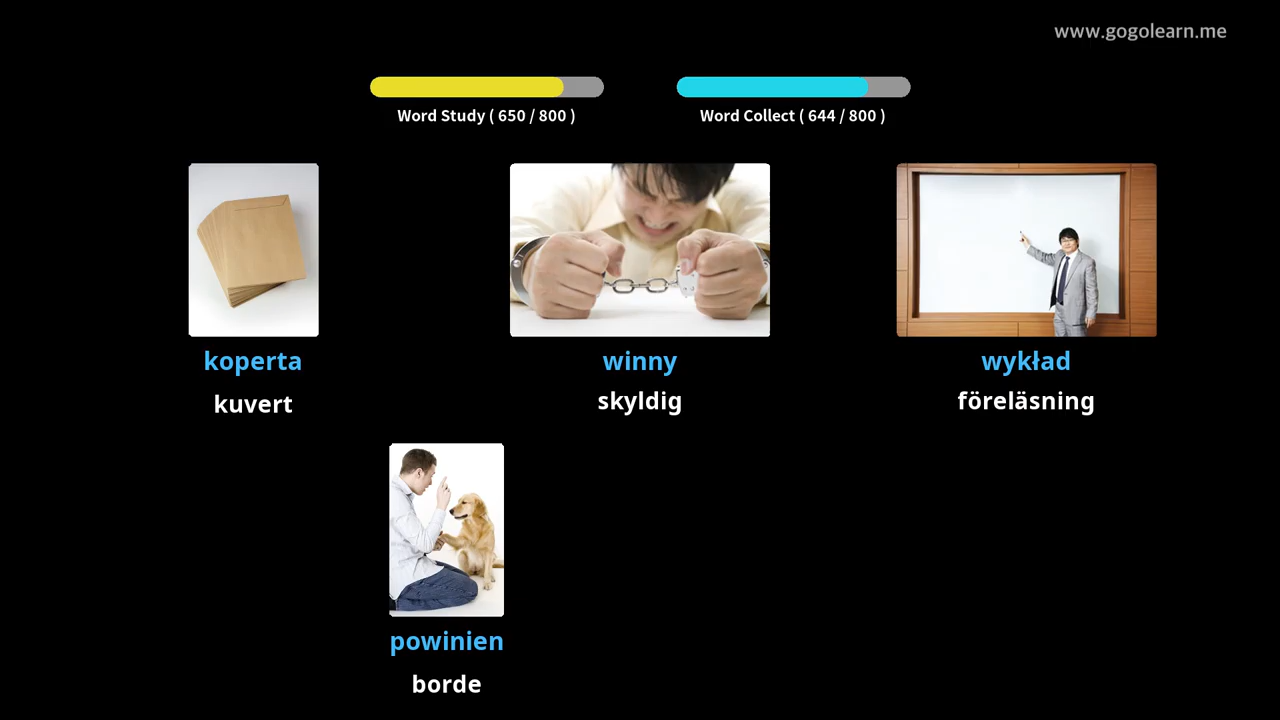 www.gogolearn.me
Word Study ( 650 / 800 )
Word Collect ( 644 / 800 )
koperta
kuvert
winny
skyldig
wykład
föreläsning
powinien
borde